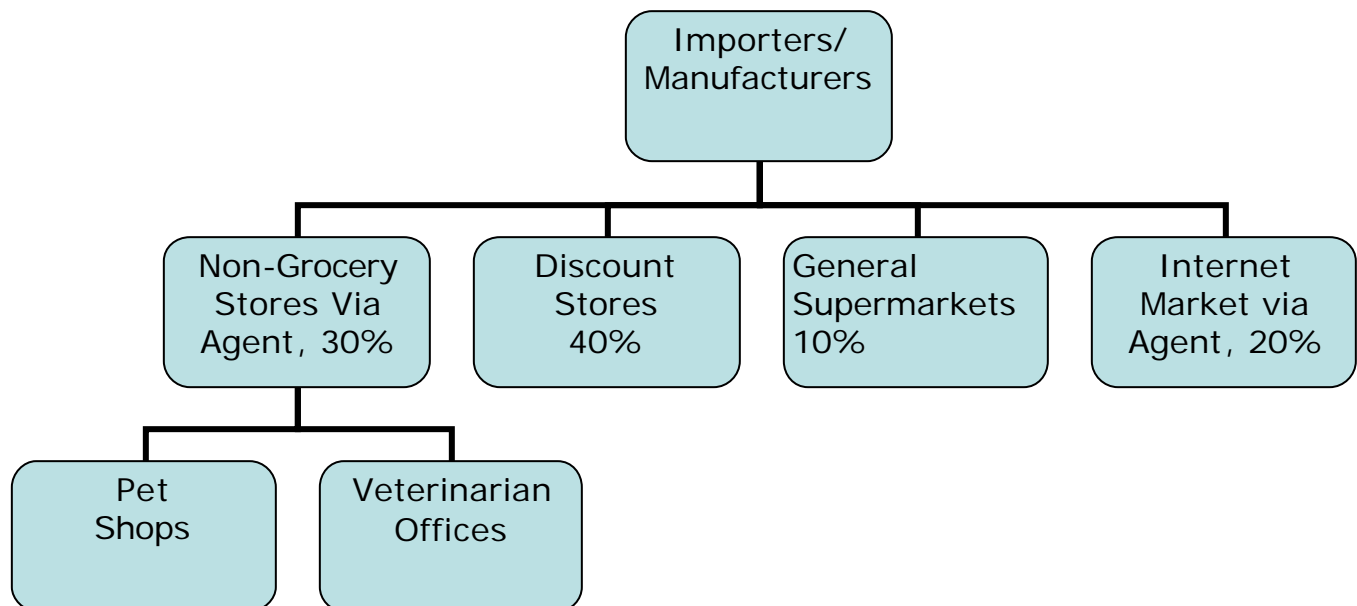 Importers/
Manufacturers
Non-Grocery
Stores Via
Agent, 30%
Discount
Stores
40%
General
Supermarkets
10%
Internet
Market via
Agent, 20%
Pet
Shops
Veterinarian
Offices